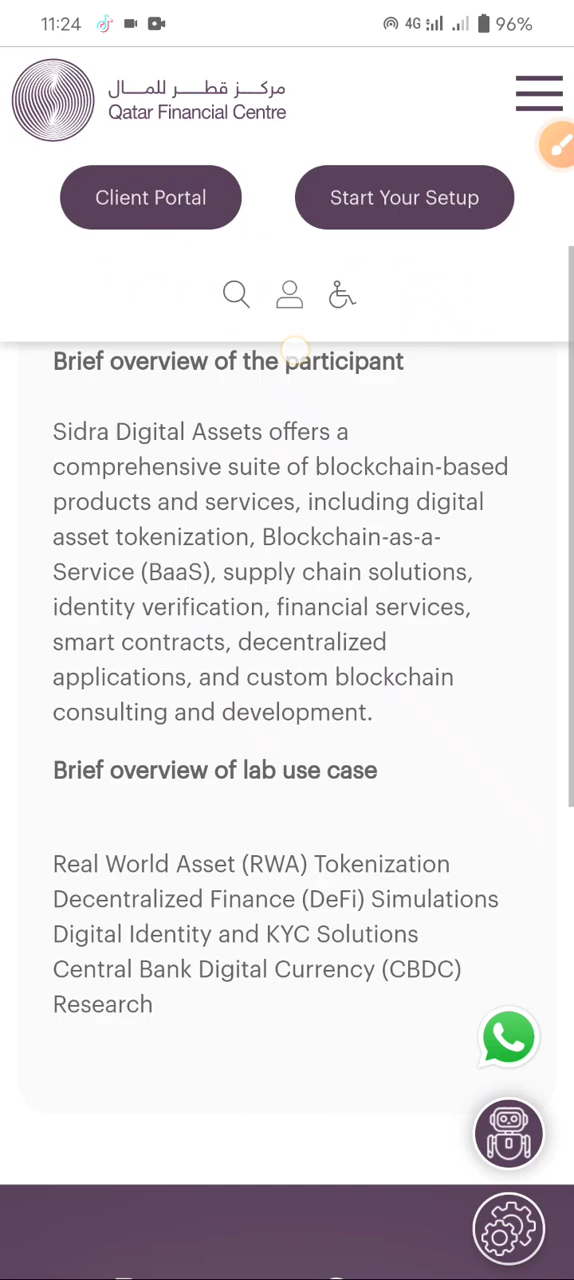 11:24
4G
96%
مركز قطر للمال
Qatar Financial Centre
Client Portal
Start Your Setup
Brief overview of the participant
Sidra Digital Assets offers a
comprehensive suite of blockchain-based
products and services, including digital
asset tokenization, Blockchain-as-a-
Service (BaaS), supply chain solutions,
identity verification, financial services,
smart contracts, decentralized
applications, and custom blockchain
consulting and development.
Brief overview of lab use case
Real World Asset (RWA) Tokenization
Decentralized Finance (DeFi) Simulations
Digital Identity and KYC Solutions
Central Bank Digital Currency (CBDC)
Research